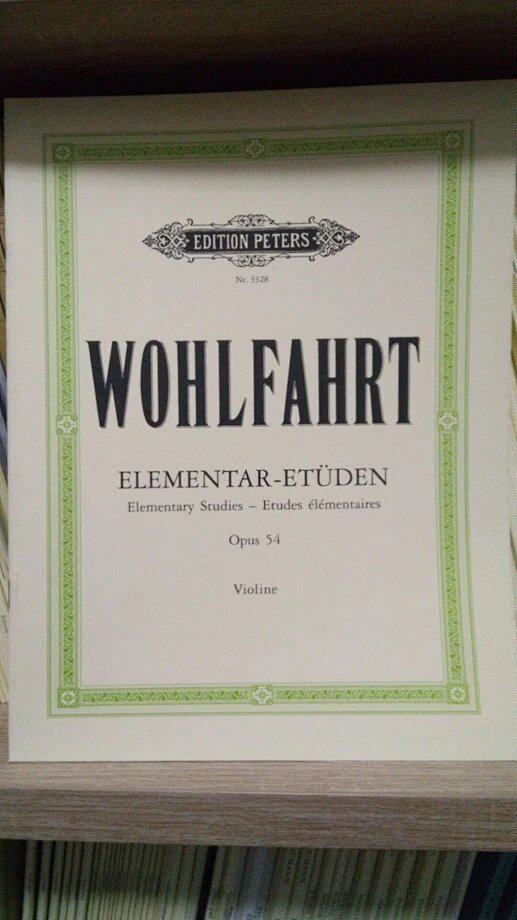 EDITION PETERS
Nr. 3328
WOHLFAHRT
ELEMENTAR-ETÜDEN
Elementary Studies – Etudes élémentaires
Opus 54
Violine